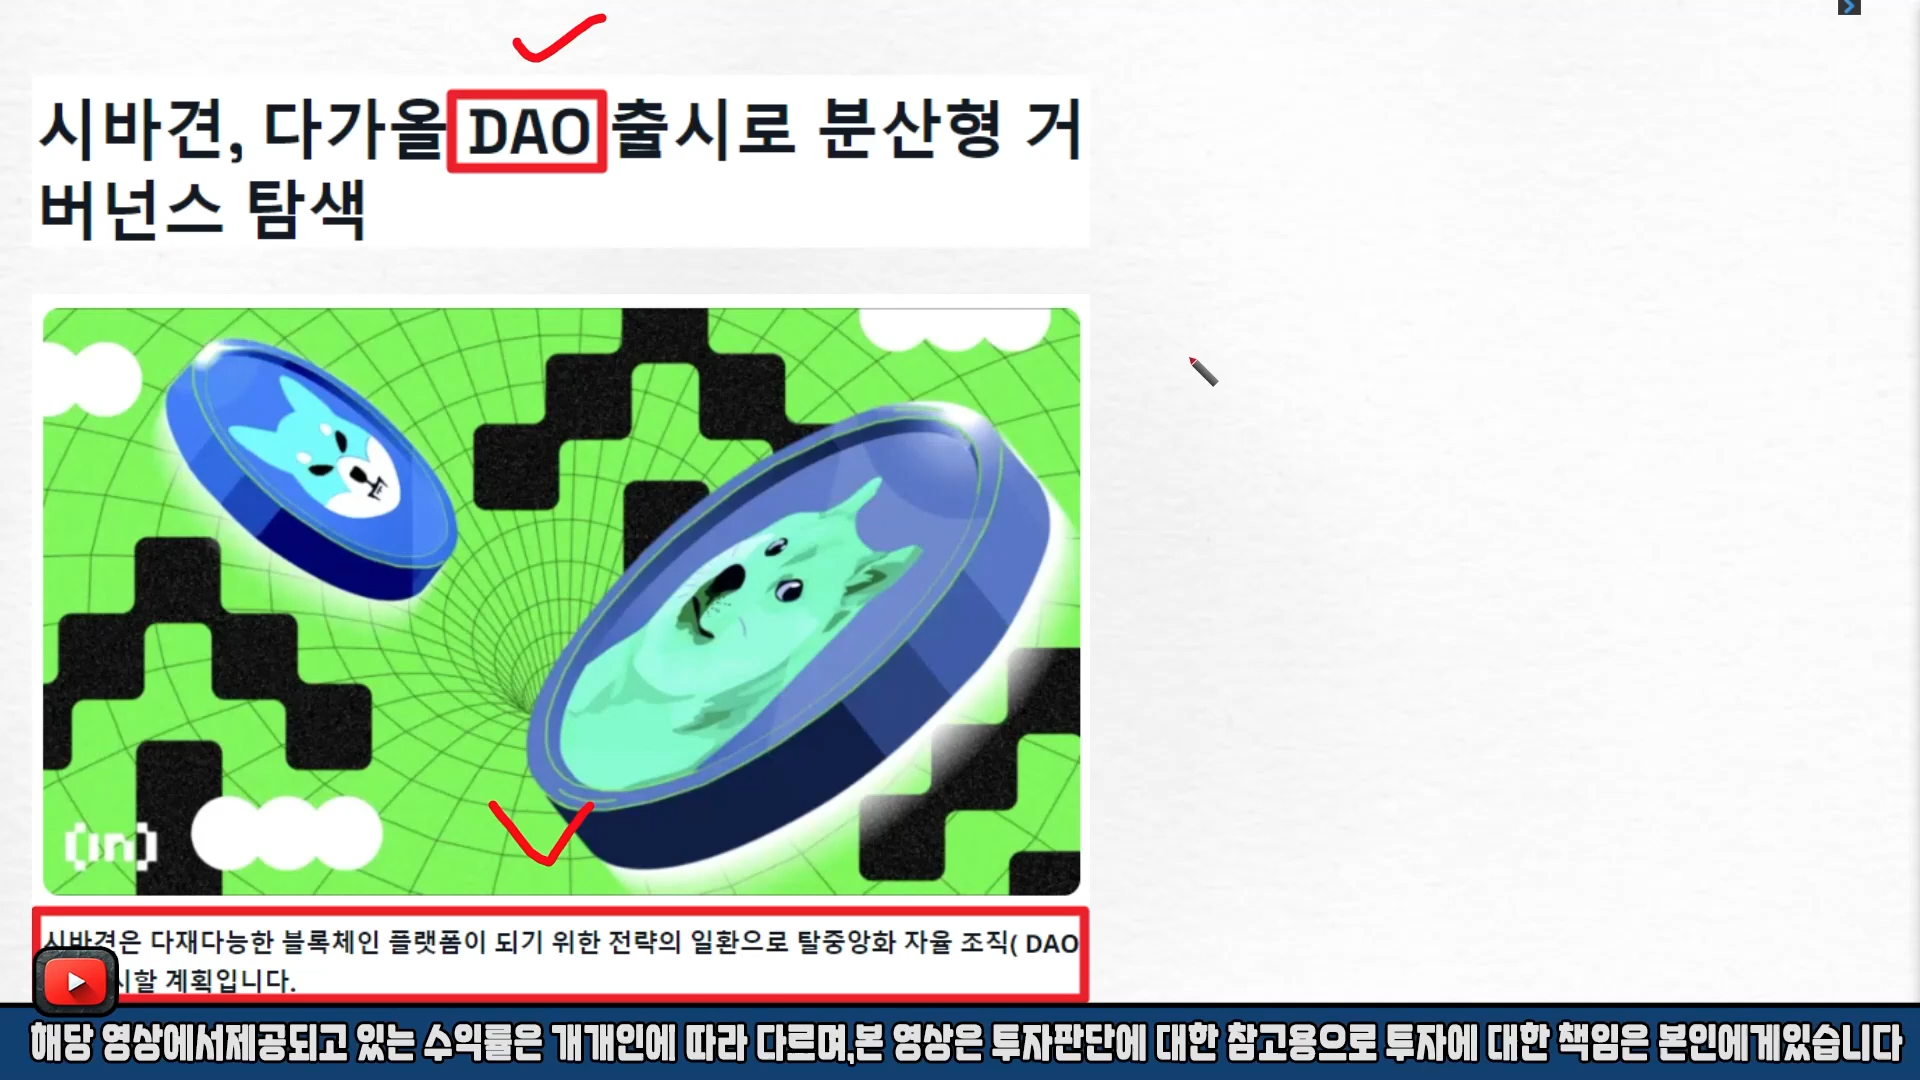 시바견, 다가올 DAO 출시로 분산형 거
버넌스 탐색
(in)
시바견은 다재다능한 블록체인 플랫폼이 되기 위한 전략의 일환으로 탈중앙화 자율 조직( DAO
시할 계획입니다.
해당 영상에서제공되고 있는 수익률은 개개인에 따라 다르며,본 영상은 투자판단에 대한 참고용으로 투자에 대한 책임은 본인에게있습니다